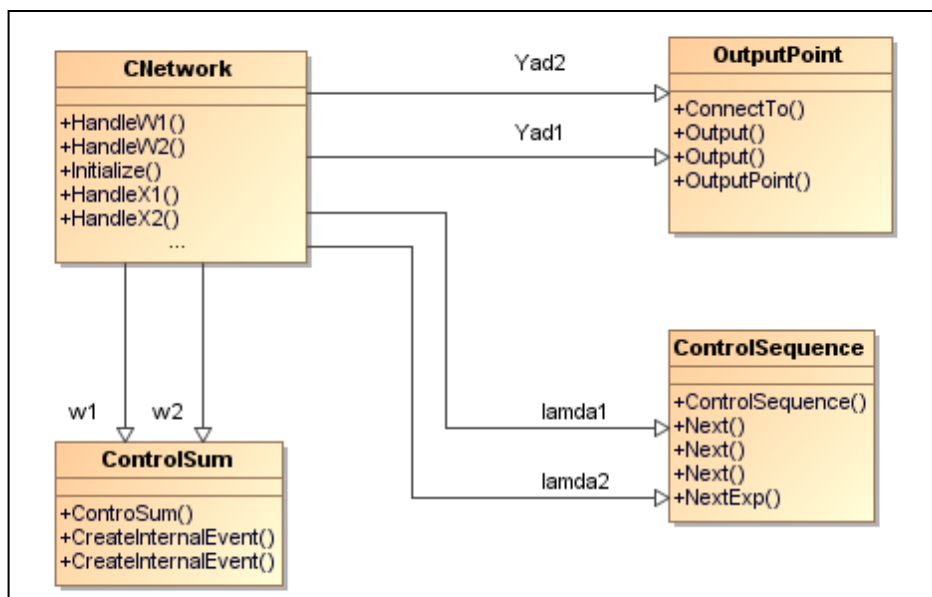 CNetwork
+HandleW1()
+HandleW2()
+Initialize()
+HandleX1()
+HandleX2()
...
Yad2
Yad1
OutputPoint
+ConnectTo()
+Output()
+Output()
+OutputPoint()
w1
w2
lamda1
lamda2
ControlSum
+ControSum()
+CreateInternalEvent()
+CreateInternalEvent()
ControlSequence
+ControlSequence()
+Next()
+Next()
+Next()
+NextExp()